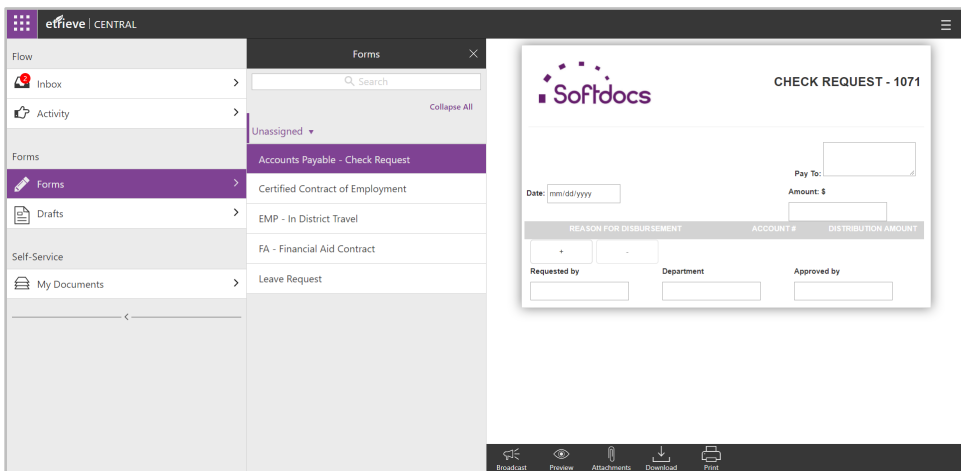 etrieve | CENTRAL
Flow
2
Inbox
Activity
Forms
Forms
Drafts
Self-Service
My Documents
Forms
Search
Collapse All
Unassigned
Accounts Payable - Check Request
Certified Contract of Employment
EMP - In District Travel
FA - Financial Aid Contract
Leave Request
Softdocs
CHECK REQUEST - 1071
Pay To:
Date: mm/dd/yyyy
Amount: $
REASON FOR DISBURSEMENT ACCOUNT # DISTRIBUTION AMOUNT
+ -
Requested by Department Approved by
Broadcast Preview Attachments Download Print